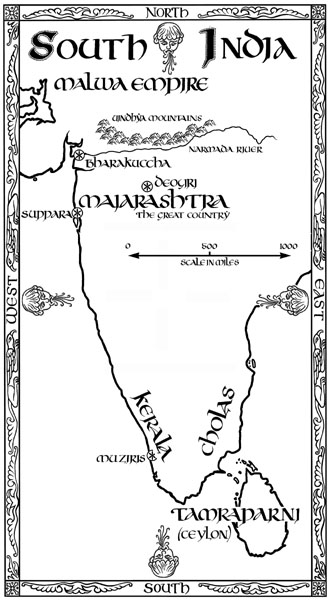 NORTH
SOUTH INDIA
MALWA EMPIRE
VINDHYA MOUNTAINS
NARMADA RIVER
BHARAKUCCHA
DEOGIRI
MAJARASHTRA
THE GREAT COUNTRY
SUPPARA
0 500 1000
SCALE IN MILES
WEST
EAST
KERALA
CHOLAS
MUZIRIS
TAMRAPARNI
(CEYLON)
SOUTH